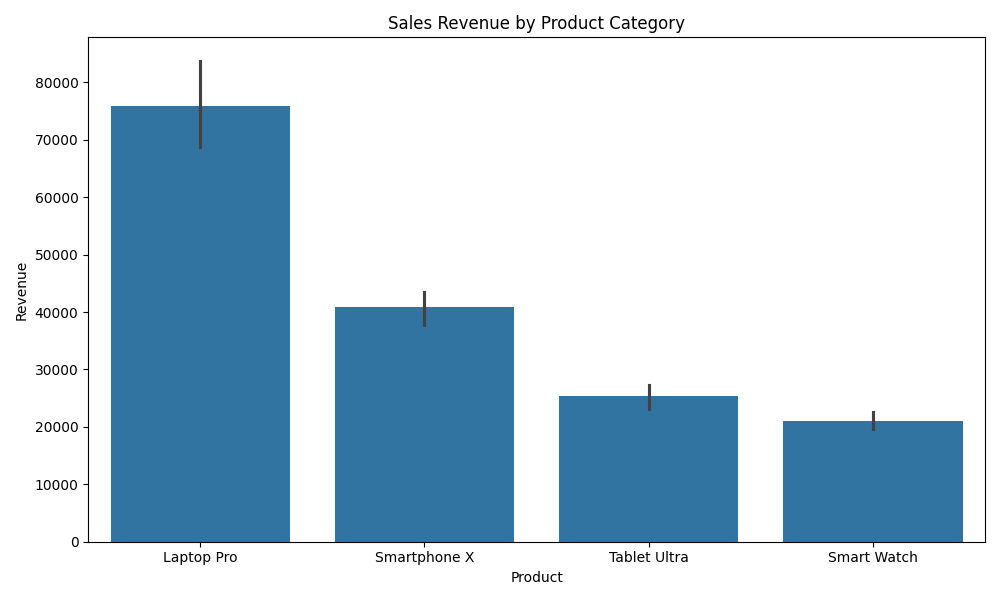 Sales Revenue by Product Category
80000
70000
60000
50000
40000
30000
20000
10000
0
Revenue
Laptop Pro
Smartphone X
Tablet Ultra
Smart Watch
Product